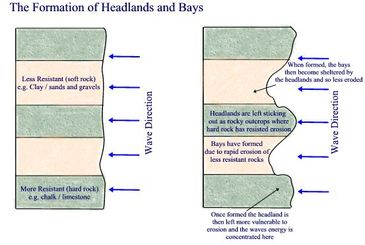 The Formation of Headlands and Bays
Less Resistant (soft rock)
e.g. Clay / sands and gravels
More Resistant (hard rock)
e.g. chalk / limestone
Wave Direction
When formed, the bays
then become sheltered by
the headlands and so less eroded
Headlands are left sticking
out as rocky outcrops where
hard rock has resisted erosion
Bays have formed
due to rapid erosion of
less resistant rocks
Wave Direction
Once formed the headland is
then left more vulnerable to
erosion and the waves energy is
concentrated here